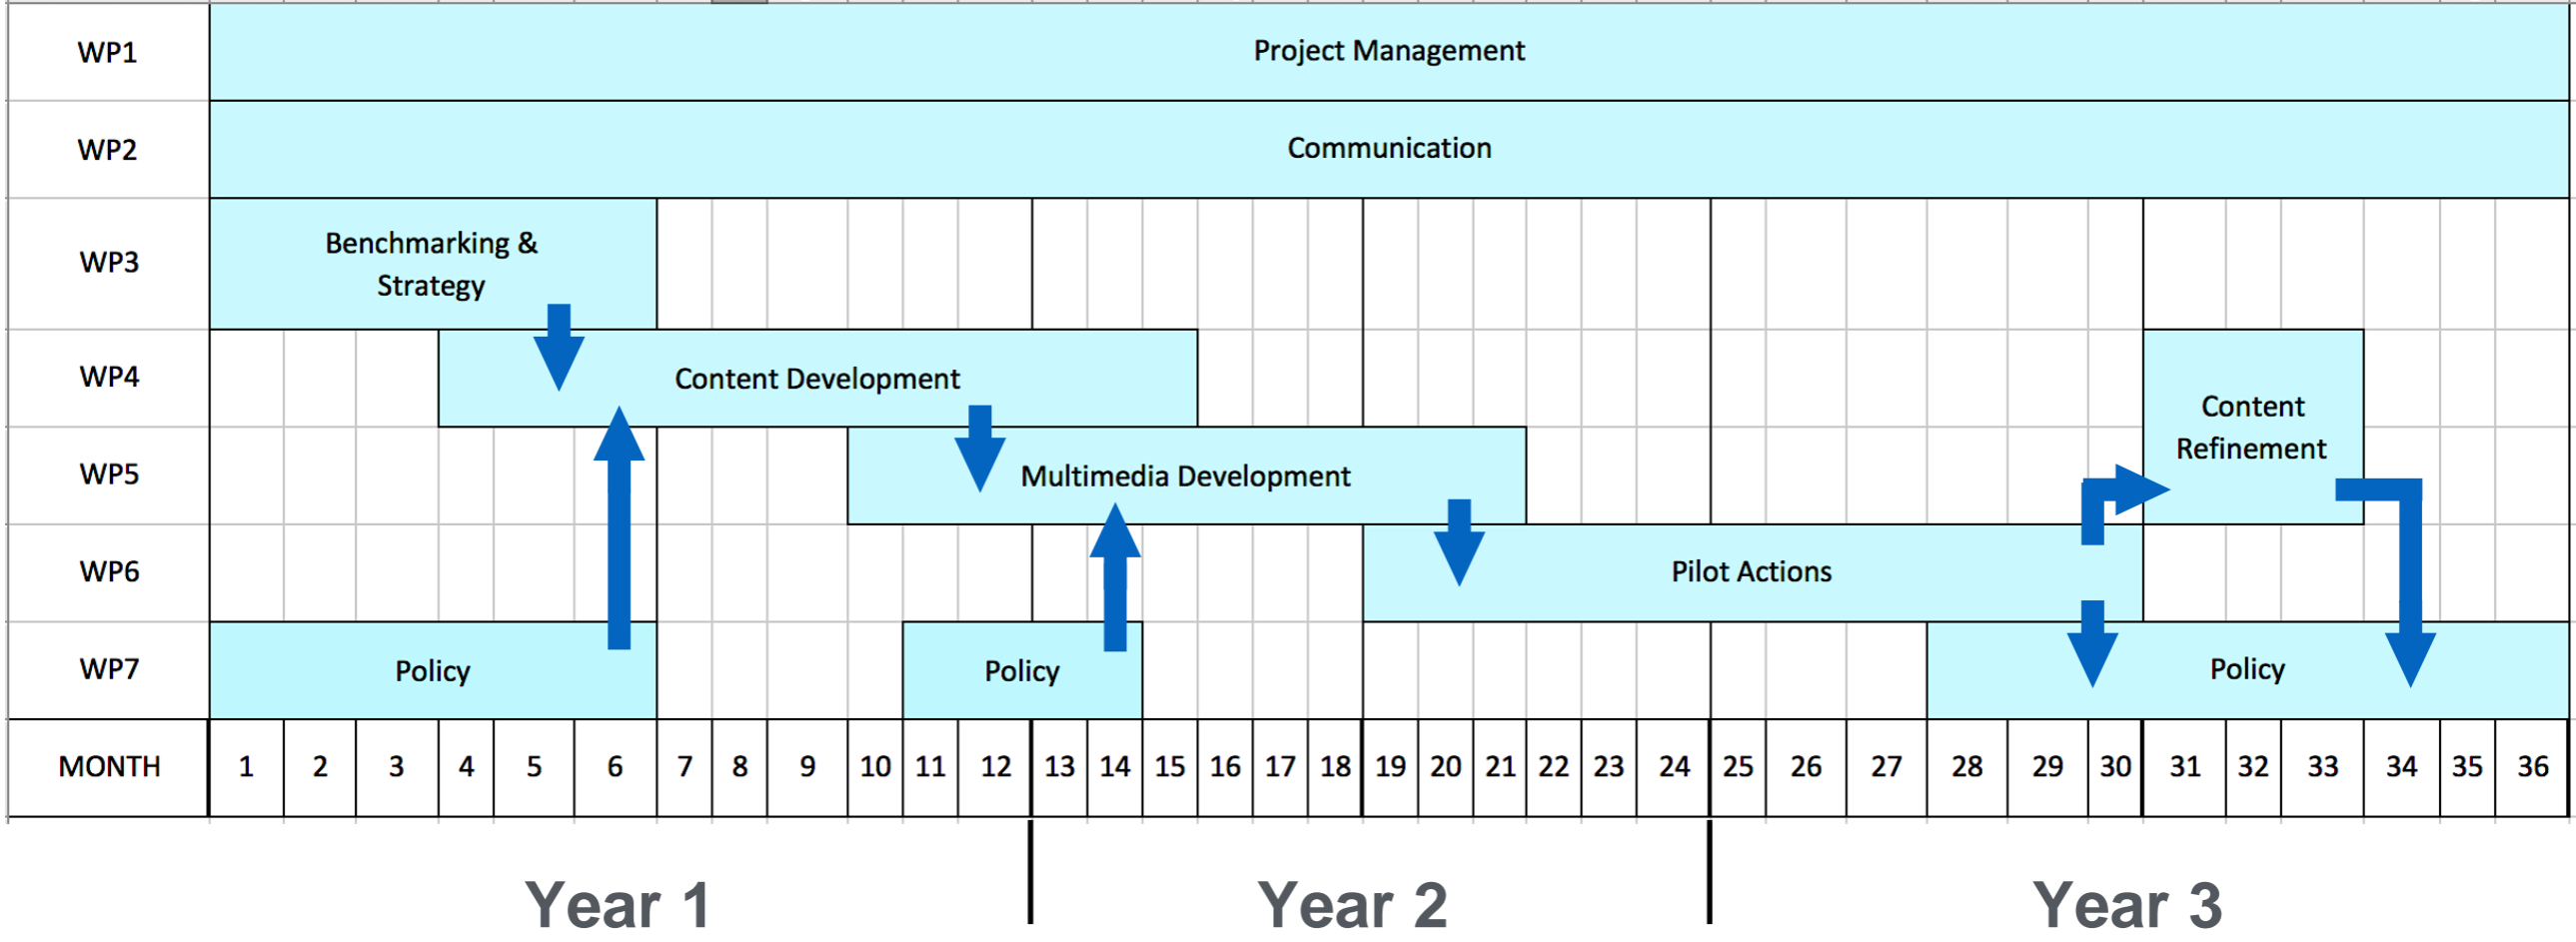 WP1
Project Management
WP2
Communication
WP3
Benchmarking &
Strategy
WP4
Content Development
Content
Refinement
WP5
Multimedia Development
WP6
Pilot Actions
WP7
Policy
Policy
Policy
MONTH 1 2 3 4 5 6 7 8 9 10 11 12 13 14 15 16 17 18 19 20 21 22 23 24 25 26 27 28 29 30 31 32 33 34 35 36
Year 1 Year 2 Year 3